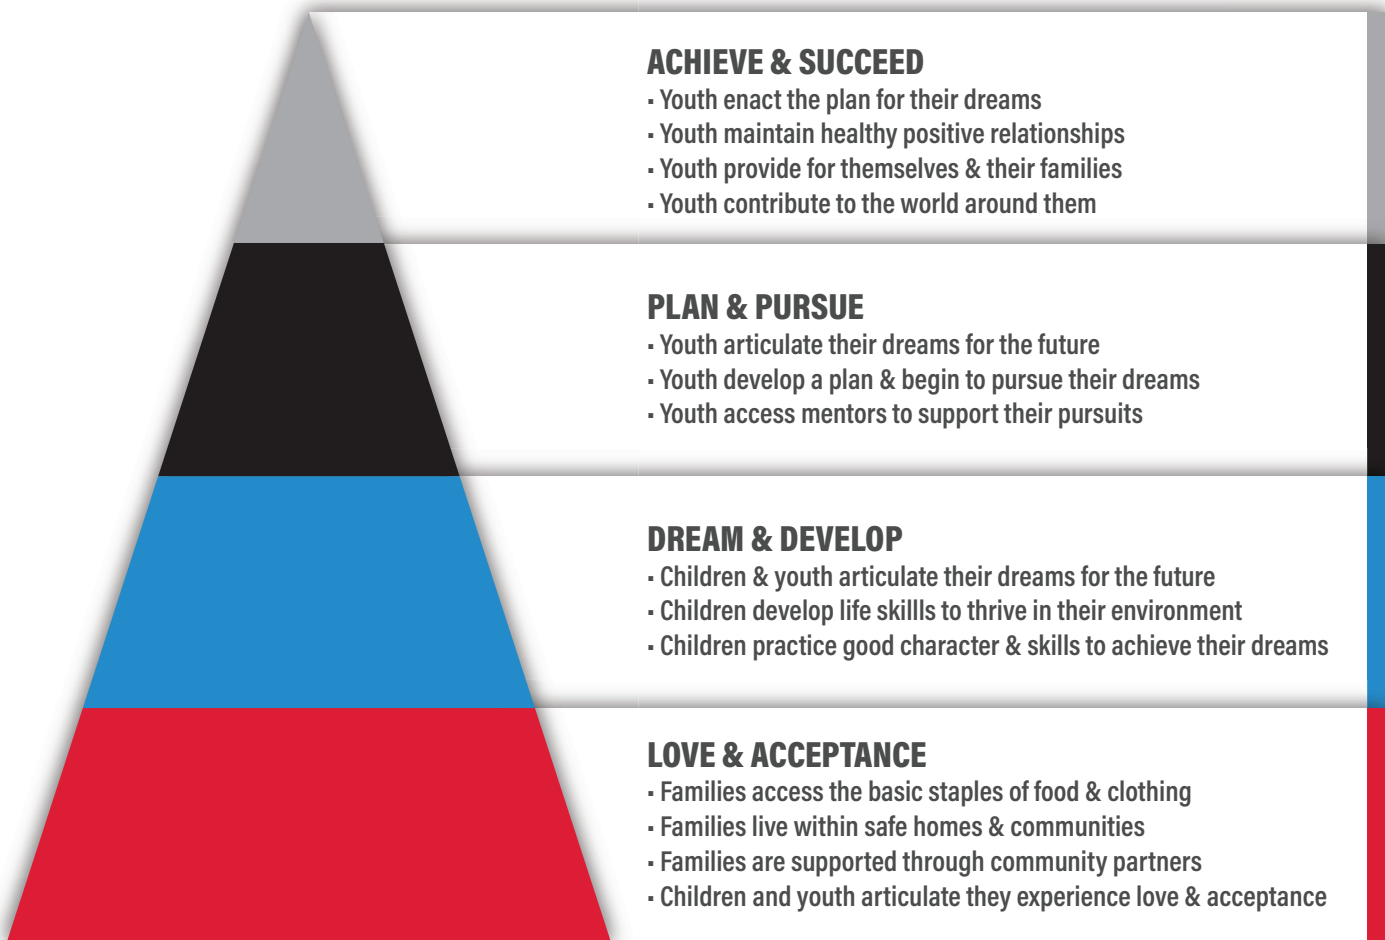 ACHIEVE & SUCCEED
▪ Youth enact the plan for their dreams
▪ Youth maintain healthy positive relationships
▪ Youth provide for themselves & their families
▪ Youth contribute to the world around them
PLAN & PURSUE
▪ Youth articulate their dreams for the future
▪ Youth develop a plan & begin to pursue their dreams
▪ Youth access mentors to support their pursuits
DREAM & DEVELOP
▪ Children & youth articulate their dreams for the future
▪ Children develop life skillls to thrive in their environment
▪ Children practice good character & skills to achieve their dreams
LOVE & ACCEPTANCE
▪ Families access the basic staples of food & clothing
▪ Families live within safe homes & communities
▪ Families are supported through community partners
▪ Children and youth articulate they experience love & acceptance